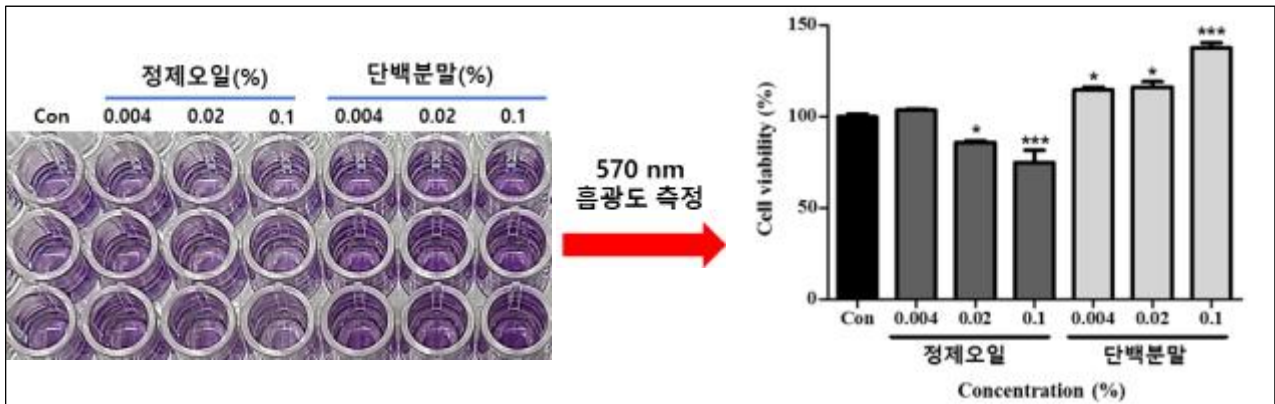 정제오일(%) 단백분말(%)
Con 0.004 0.02 0.1 0.004 0.02 0.1
570 nm
흡광도 측정
Cell viability (%)
150
100
50
0
* *** * * ***
Con 0.004 0.02 0.1 0.004 0.02 0.1
정제오일 단백분말
Concentration (%)